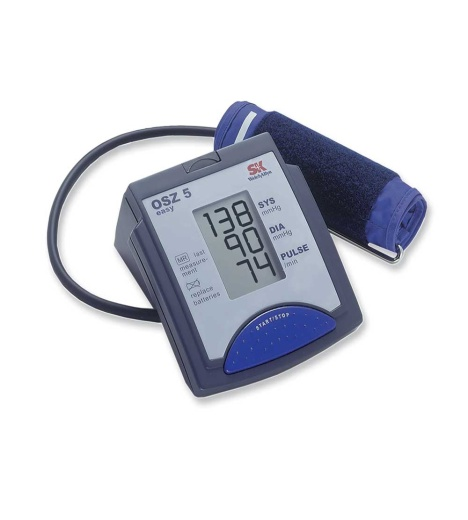 OSZ 5
easy
SK
WelchAllyn
138
SYS
mmHg
90
DIA
mmHg
74
PULSE
/min
MR last
measure-
ment
replace
batteries
START/STOP